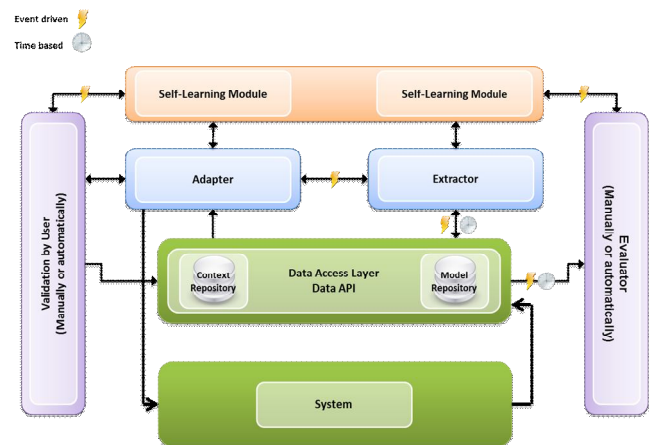 Event driven
Time based
Self-Learning Module
Self-Learning Module
Adapter
Extractor
Validation by User
(Manually or automatically)
Evaluator
(Manually or automatically)
Context
Repository
Data Access Layer
Data API
Model
Repository
System